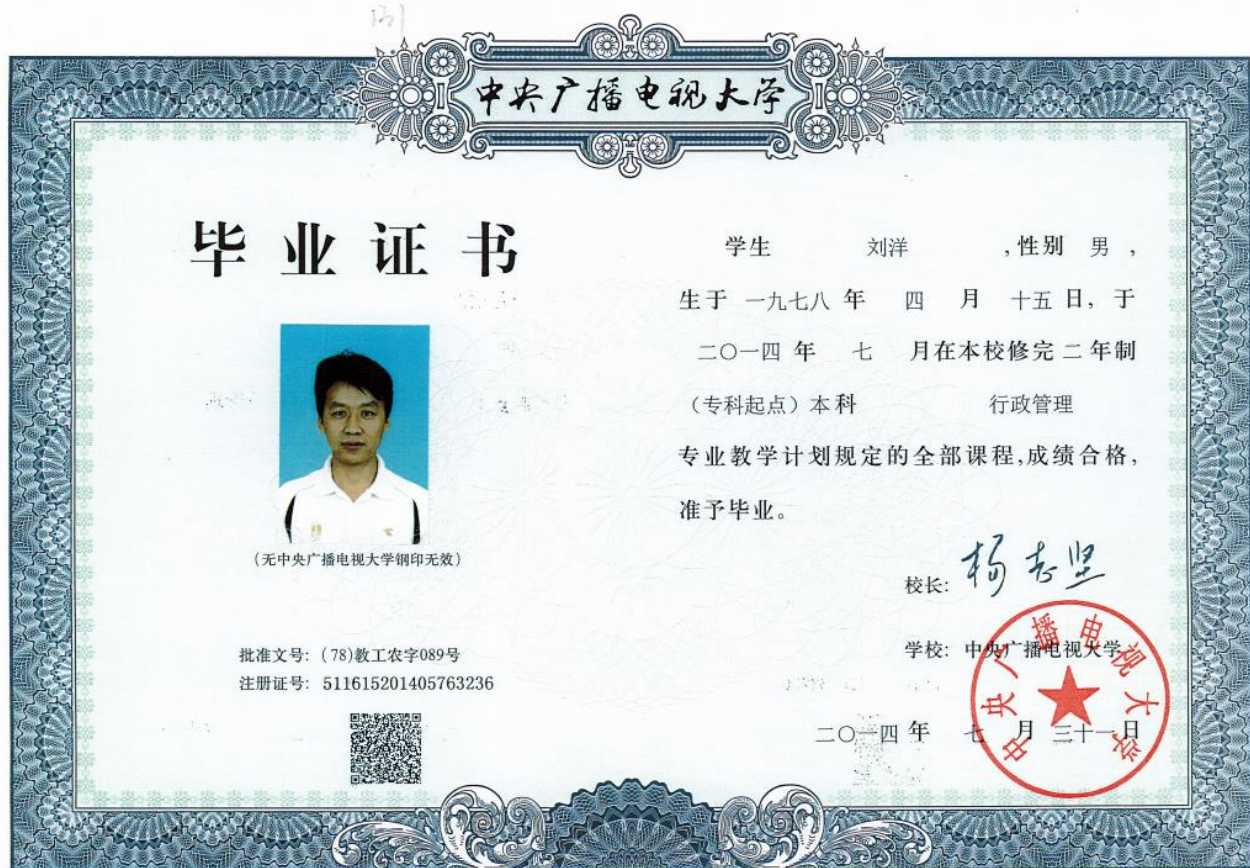 中央广播电视大学
毕业证书
学生 刘洋 ,性别 男 ,
生于 一九七八 年 四 月 十五 日, 于
二〇一四 年 七 月在本校修完 二 年制
(专科起点)本科 行政管理
专业教学计划规定的全部课程,成绩合格,
准予毕业。
(无中央广播电视大学钢印无效)
校长: 杨志坚
批准文号: (78)教工农字089号
注册证号: 511615201405763236
学校: 中央广播电视大学
二〇一四 年 七 月 三十一 日
中央广播电视大学